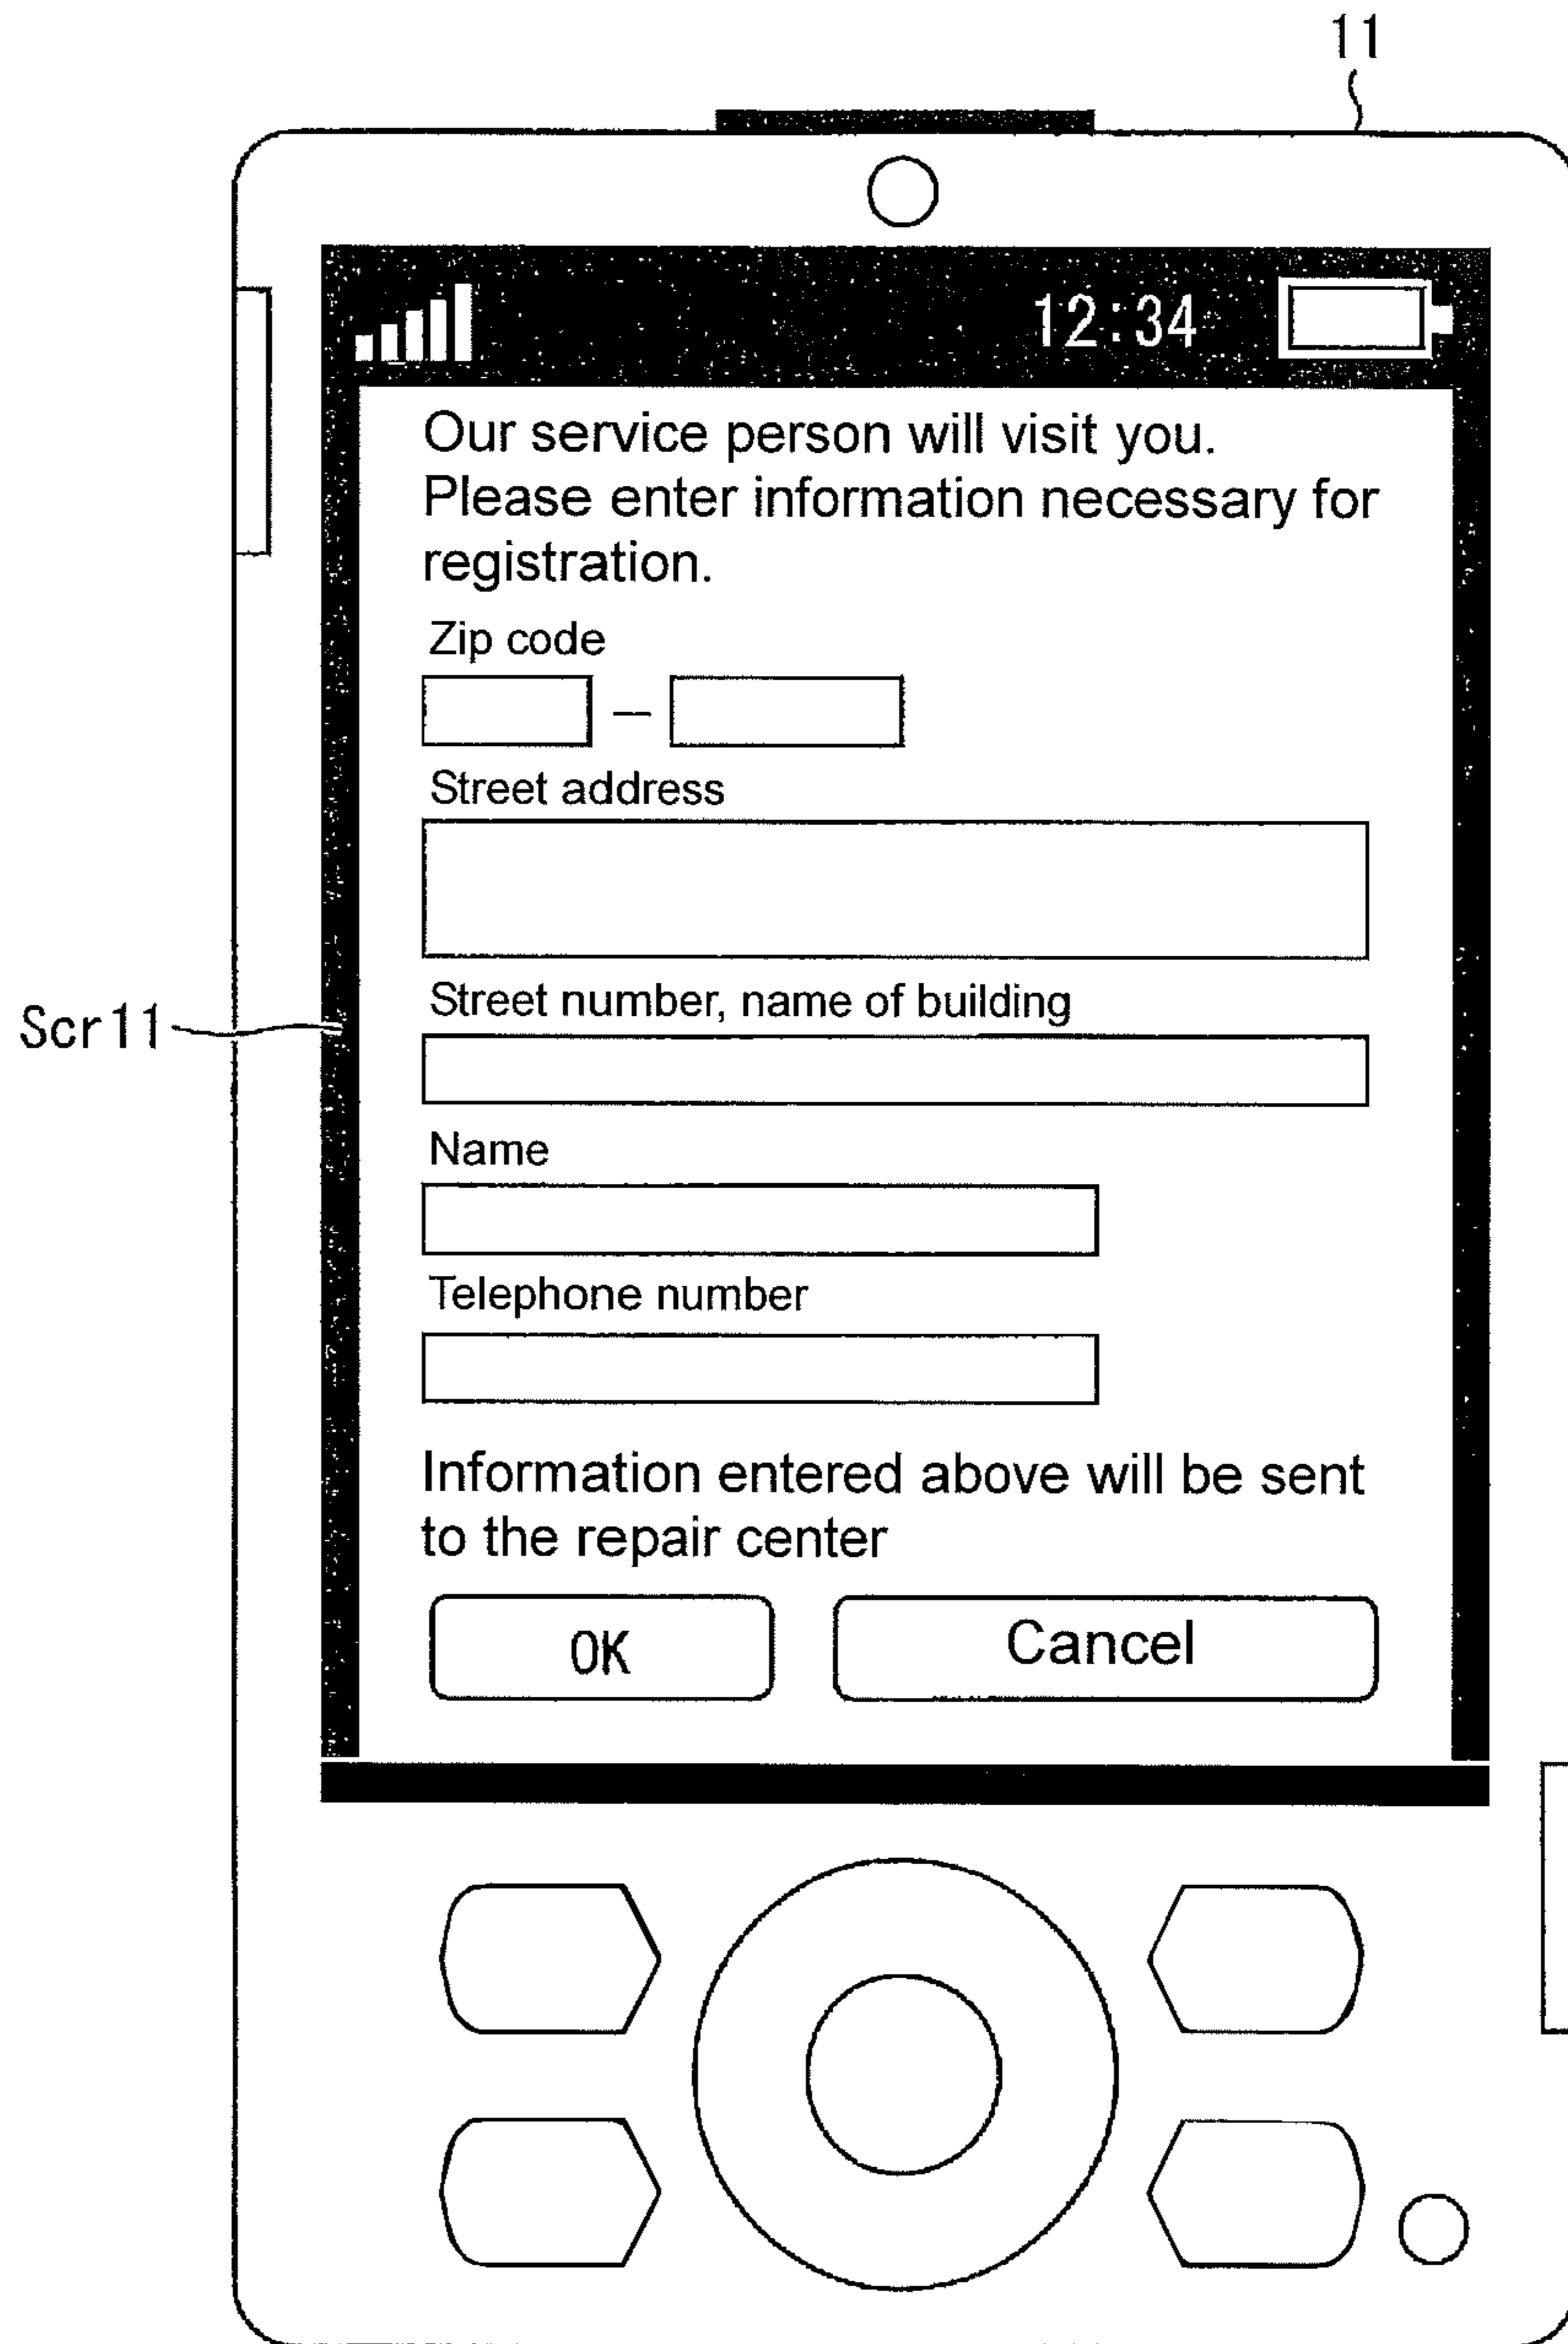 11
12:34
Our service person will visit you.
Please enter information necessary for
registration.
Zip code
–
Street address
Street number, name of building
Scr11
Name
Telephone number
Information entered above will be sent
to the repair center
OK Cancel